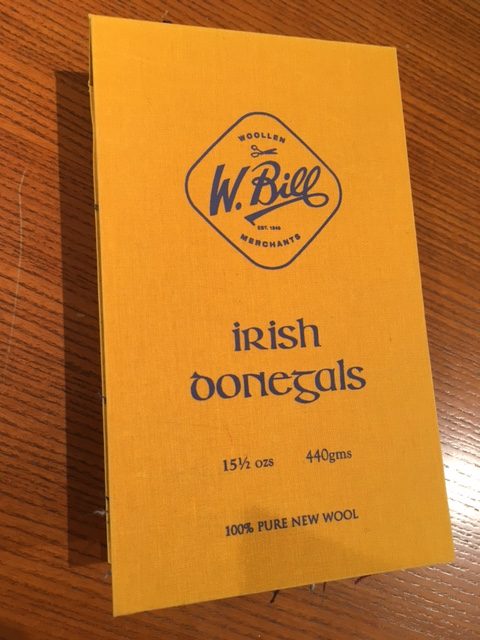 WOOLLEN
W. Bill
EST. 1846
MERCHANTS
IRISH
DONEGALS
15½ ozs 440gms
100% PURE NEW WOOL